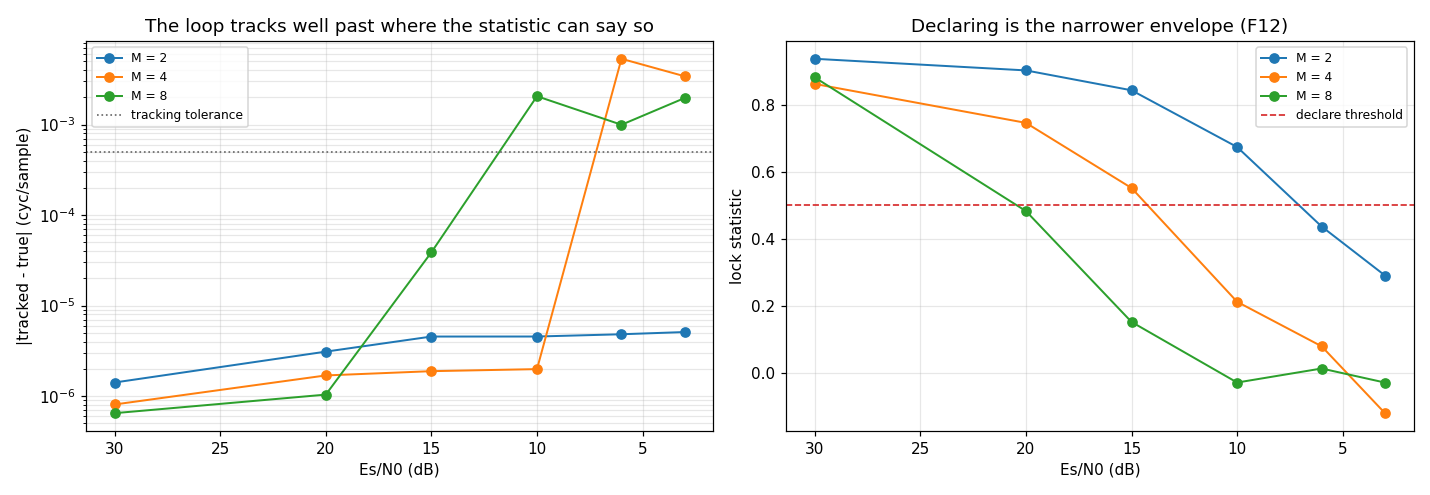 The loop tracks well past where the statistic can say so
|tracked - true| (cyc/sample)
M = 2
M = 4
M = 8
tracking tolerance
10⁻³
10⁻⁴
10⁻⁵
10⁻⁶
30 25 20 15 10 5
Es/N0 (dB)
Declaring is the narrower envelope (F12)
lock statistic
M = 2
M = 4
M = 8
declare threshold
0.8
0.6
0.4
0.2
0.0
30 25 20 15 10 5
Es/N0 (dB)